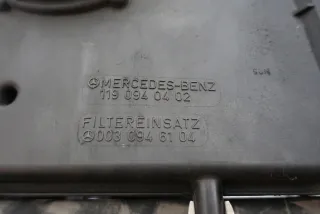 MERCEDES-BENZ
119 094 04 02
FILTEREINSATZ
003 094 61 04